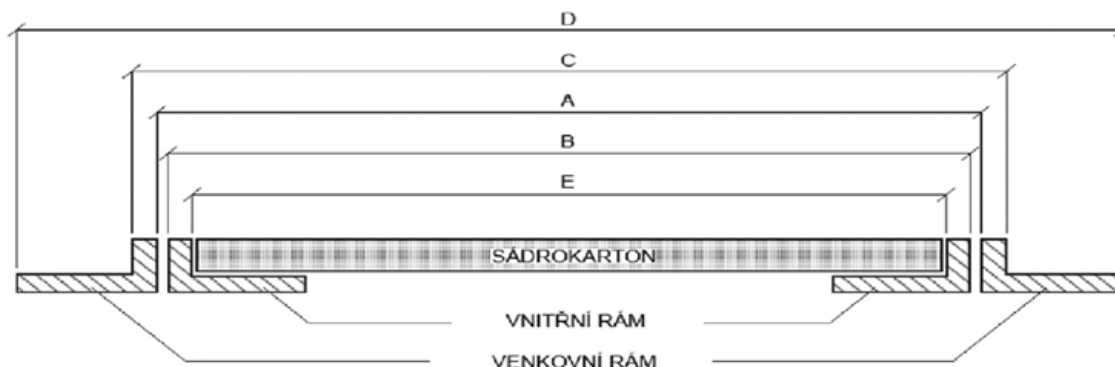 D
C
A
B
E
SÁDROKARTON
VNITŘNÍ RÁM
VENKOVNÍ RÁM